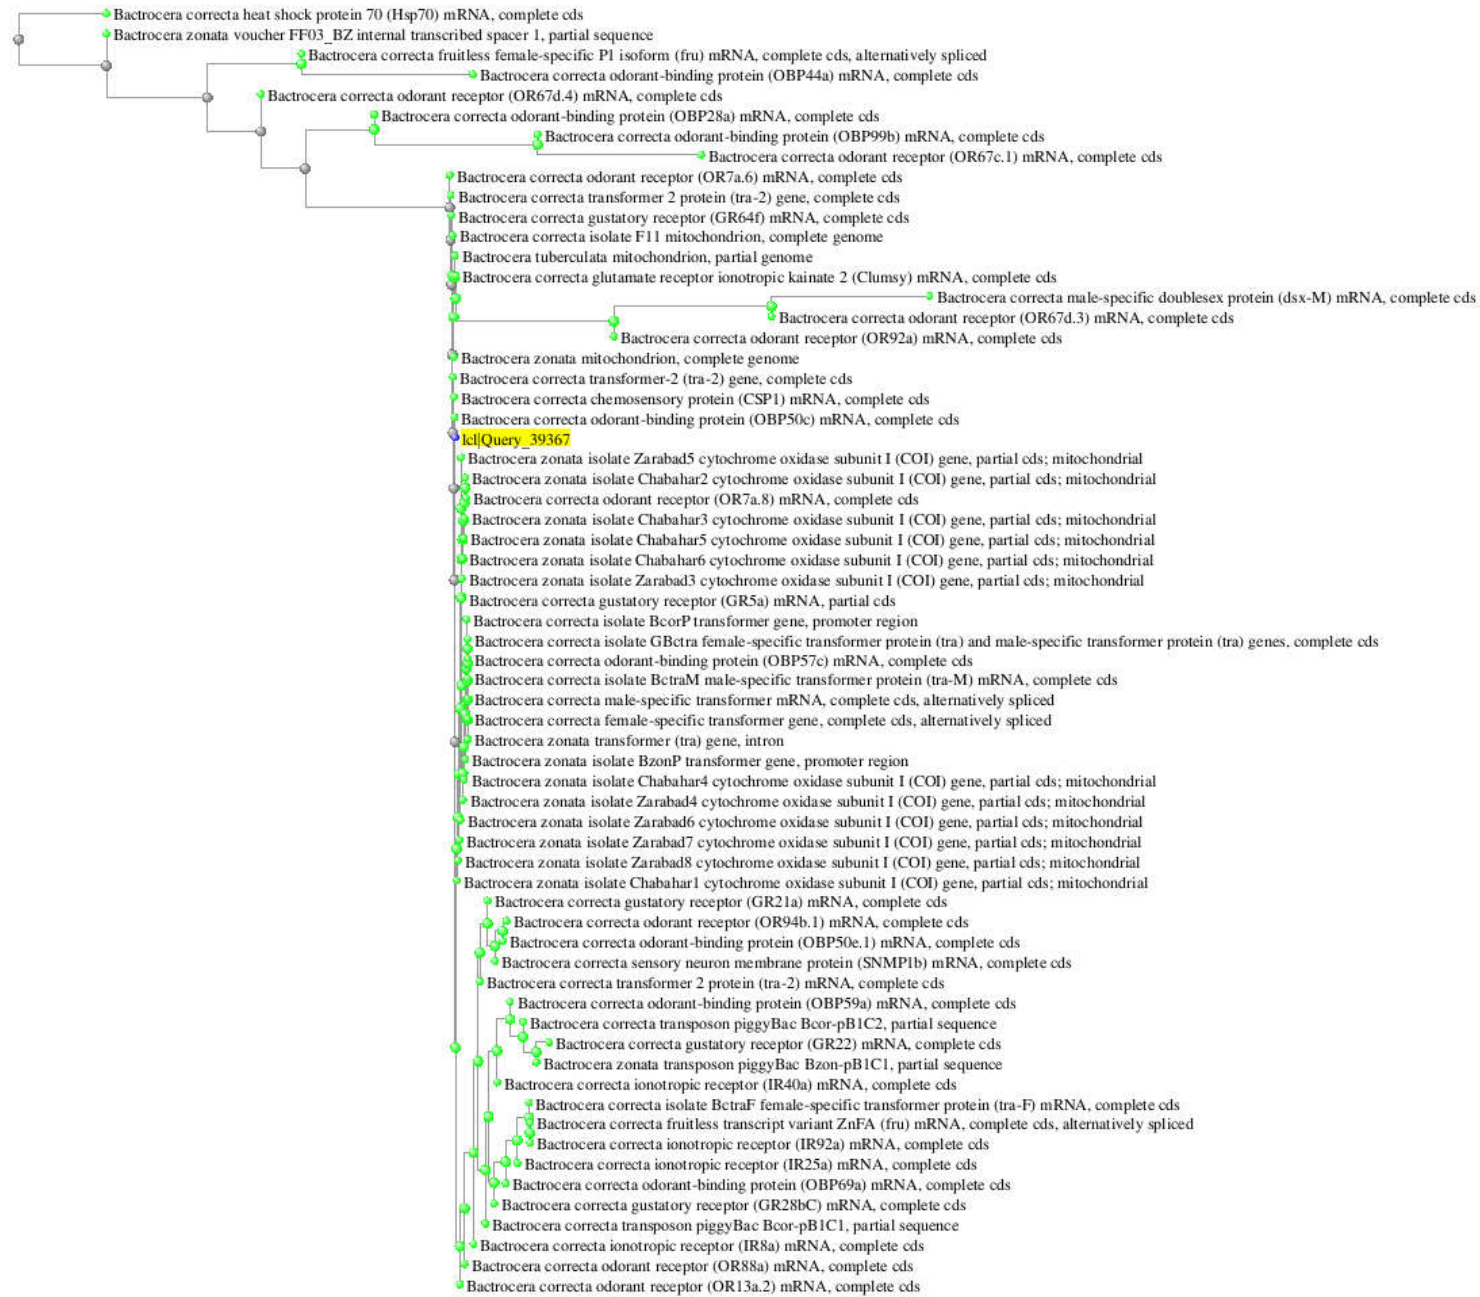 Bactrocera correcta heat shock protein 70 (Hsp70) mRNA, complete cds
Bactrocera zonata voucher FF03_BZ internal transcribed spacer 1, partial sequence
Bactrocera correcta fruitless female-specific P1 isoform (fru) mRNA, complete cds, alternatively spliced
Bactrocera correcta odorant-binding protein (OBP44a) mRNA, complete cds
Bactrocera correcta odorant receptor (OR67d.4) mRNA, complete cds
Bactrocera correcta odorant-binding protein (OBP28a) mRNA, complete cds
Bactrocera correcta odorant-binding protein (OBP99b) mRNA, complete cds
Bactrocera correcta odorant receptor (OR67c.1) mRNA, complete cds
Bactrocera correcta odorant receptor (OR7a.6) mRNA, complete cds
Bactrocera correcta transformer 2 protein (tra-2) gene, complete cds
Bactrocera correcta gustatory receptor (GR64f) mRNA, complete cds
Bactrocera correcta isolate F11 mitochondrion, complete genome
Bactrocera tuberculata mitochondrion, partial genome
Bactrocera correcta glutamate receptor ionotropic kainate 2 (Clumsy) mRNA, complete cds
Bactrocera correcta male-specific doublesex protein (dsx-M) mRNA, complete cds
Bactrocera correcta odorant receptor (OR67d.3) mRNA, complete cds
Bactrocera correcta odorant receptor (OR92a) mRNA, complete cds
Bactrocera zonata mitochondrion, complete genome
Bactrocera correcta transformer-2 (tra-2) gene, complete cds
Bactrocera correcta chemosensory protein (CSP1) mRNA, complete cds
Bactrocera correcta odorant-binding protein (OBP50c) mRNA, complete cds
lcl|Query_39367
Bactrocera zonata isolate Zarabad5 cytochrome oxidase subunit I (COI) gene, partial cds; mitochondrial
Bactrocera zonata isolate Chabahar2 cytochrome oxidase subunit I (COI) gene, partial cds; mitochondrial
Bactrocera correcta odorant receptor (OR7a.8) mRNA, complete cds
Bactrocera zonata isolate Chabahar3 cytochrome oxidase subunit I (COI) gene, partial cds; mitochondrial
Bactrocera zonata isolate Chabahar5 cytochrome oxidase subunit I (COI) gene, partial cds; mitochondrial
Bactrocera zonata isolate Chabahar6 cytochrome oxidase subunit I (COI) gene, partial cds; mitochondrial
Bactrocera zonata isolate Zarabad3 cytochrome oxidase subunit I (COI) gene, partial cds; mitochondrial
Bactrocera correcta gustatory receptor (GR5a) mRNA, partial cds
Bactrocera correcta isolate BcorP transformer gene, promoter region
Bactrocera correcta isolate GBctra female-specific transformer protein (tra) and male-specific transformer protein (tra) genes, complete cds
Bactrocera correcta odorant-binding protein (OBP57c) mRNA, complete cds
Bactrocera correcta isolate BctraM male-specific transformer protein (tra-M) mRNA, complete cds
Bactrocera correcta male-specific transformer mRNA, complete cds, alternatively spliced
Bactrocera correcta female-specific transformer gene, complete cds, alternatively spliced
Bactrocera zonata transformer (tra) gene, intron
Bactrocera zonata isolate BzonP transformer gene, promoter region
Bactrocera zonata isolate Chabahar4 cytochrome oxidase subunit I (COI) gene, partial cds; mitochondrial
Bactrocera zonata isolate Zarabad4 cytochrome oxidase subunit I (COI) gene, partial cds; mitochondrial
Bactrocera zonata isolate Zarabad6 cytochrome oxidase subunit I (COI) gene, partial cds; mitochondrial
Bactrocera zonata isolate Zarabad7 cytochrome oxidase subunit I (COI) gene, partial cds; mitochondrial
Bactrocera zonata isolate Zarabad8 cytochrome oxidase subunit I (COI) gene, partial cds; mitochondrial
Bactrocera zonata isolate Chabahar1 cytochrome oxidase subunit I (COI) gene, partial cds; mitochondrial
Bactrocera correcta gustatory receptor (GR21a) mRNA, complete cds
Bactrocera correcta odorant receptor (OR94b.1) mRNA, complete cds
Bactrocera correcta odorant-binding protein (OBP50e.1) mRNA, complete cds
Bactrocera correcta sensory neuron membrane protein (SNMP1b) mRNA, complete cds
Bactrocera correcta transformer 2 protein (tra-2) mRNA, complete cds
Bactrocera correcta odorant-binding protein (OBP59a) mRNA, complete cds
Bactrocera correcta transposon piggyBac Bcor-pB1C2, partial sequence
Bactrocera correcta gustatory receptor (GR22) mRNA, complete cds
Bactrocera zonata transposon piggyBac Bzon-pB1C1, partial sequence
Bactrocera correcta ionotropic receptor (IR40a) mRNA, complete cds
Bactrocera correcta isolate BctraF female-specific transformer protein (tra-F) mRNA, complete cds
Bactrocera correcta fruitless transcript variant ZnFA (fru) mRNA, complete cds, alternatively spliced
Bactrocera correcta ionotropic receptor (IR92a) mRNA, complete cds
Bactrocera correcta ionotropic receptor (IR25a) mRNA, complete cds
Bactrocera correcta odorant-binding protein (OBP69a) mRNA, complete cds
Bactrocera correcta gustatory receptor (GR28bC) mRNA, complete cds
Bactrocera correcta transposon piggyBac Bcor-pB1C1, partial sequence
Bactrocera correcta ionotropic receptor (IR8a) mRNA, complete cds
Bactrocera correcta odorant receptor (OR88a) mRNA, complete cds
Bactrocera correcta odorant receptor (OR13a.2) mRNA, complete cds